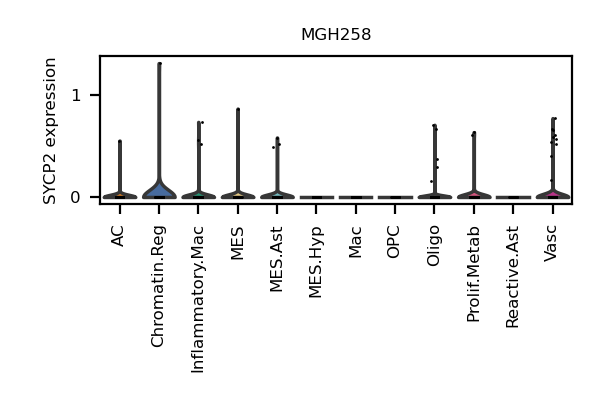 MGH258
SYCP2 expression
1
0
AC
Chromatin.Reg
Inflammatory.Mac
MES
MES.Ast
MES.Hyp
Mac
OPC
Oligo
Prolif.Metab
Reactive.Ast
Vasc